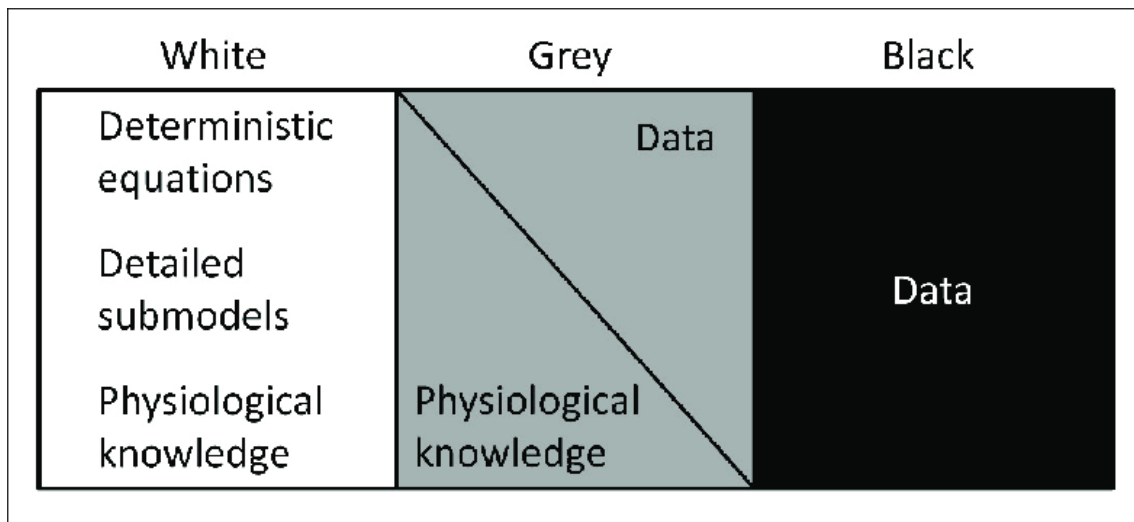 White
Grey
Black
Deterministic
equations
Detailed
submodels
Physiological
knowledge
Data
Physiological
knowledge
Data